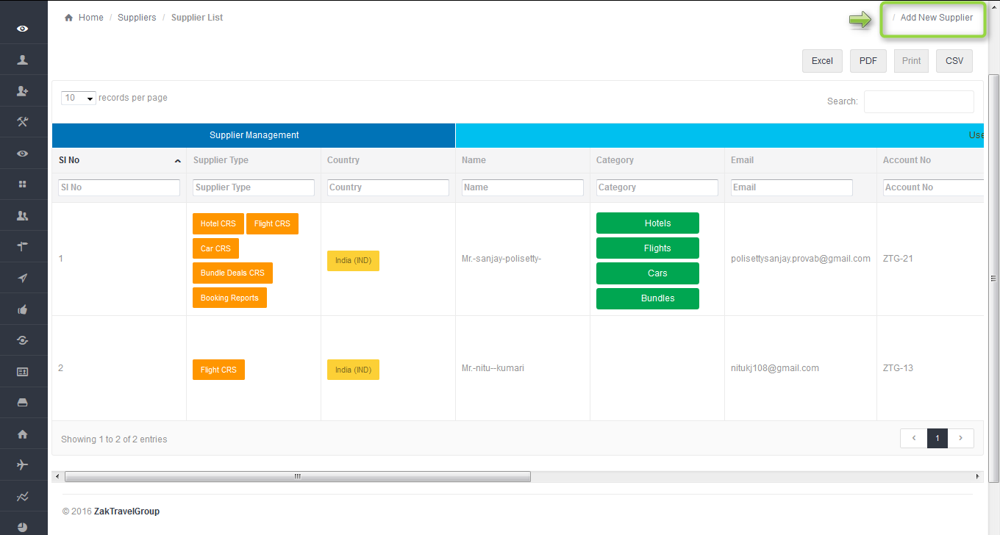 Home / Suppliers / Supplier List
/ Add New Supplier
Excel PDF Print CSV
10 records per page
Search:
Supplier Management
Use
Sl No Supplier Type Country Name Category Email Account No
Sl No Supplier Type Country Name Category Email Account No
1
Hotel CRS Flight CRS
Car CRS
Bundle Deals CRS
Booking Reports
India (IND)
Mr.-sanjay-polisetty-
Hotels
Flights
Cars
Bundles
polisettysanjay.provab@gmail.com
ZTG-21
2
Flight CRS
India (IND)
Mr.-nitu--kumari
nitukj108@gmail.com
ZTG-13
Showing 1 to 2 of 2 entries
1
© 2016 ZakTravelGroup